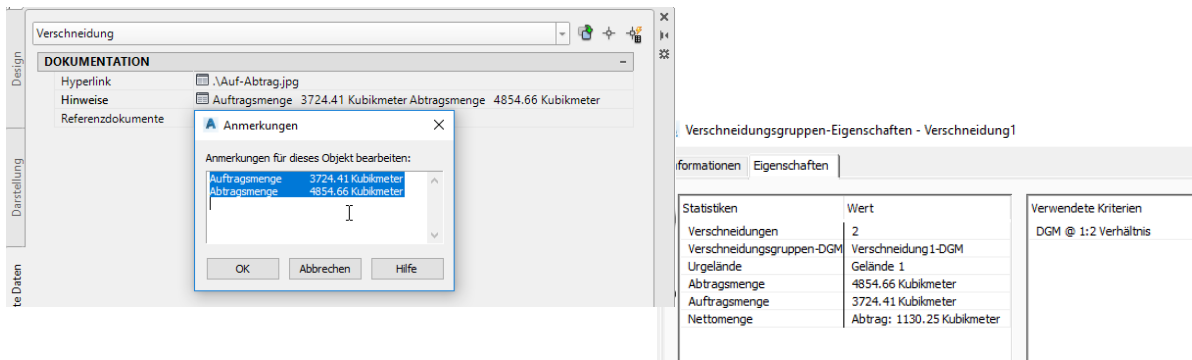 Verschneidung
DOKUMENTATION
Hyperlink .\Auf-Abtrag.jpg
Hinweise Auftragsmenge 3724.41 Kubikmeter Abtragsmenge 4854.66 Kubikmeter
Referenzdokumente
Design
Darstellung
te Daten
Anmerkungen
Anmerkungen für dieses Objekt bearbeiten:
Auftragsmenge 3724.41 Kubikmeter
Abtragsmenge 4854.66 Kubikmeter
OK Abbrechen Hilfe
Verschneidungsgruppen-Eigenschaften - Verschneidung1
nformationen Eigenschaften
Statistiken Wert
Verschneidungen 2
Verschneidungsgruppen-DGM Verschneidung1-DGM
Urgelände Gelände 1
Abtragsmenge 4854.66 Kubikmeter
Auftragsmenge 3724.41 Kubikmeter
Nettomenge Abtrag: 1130.25 Kubikmeter
Verwendete Kriterien
DGM @ 1:2 Verhältnis